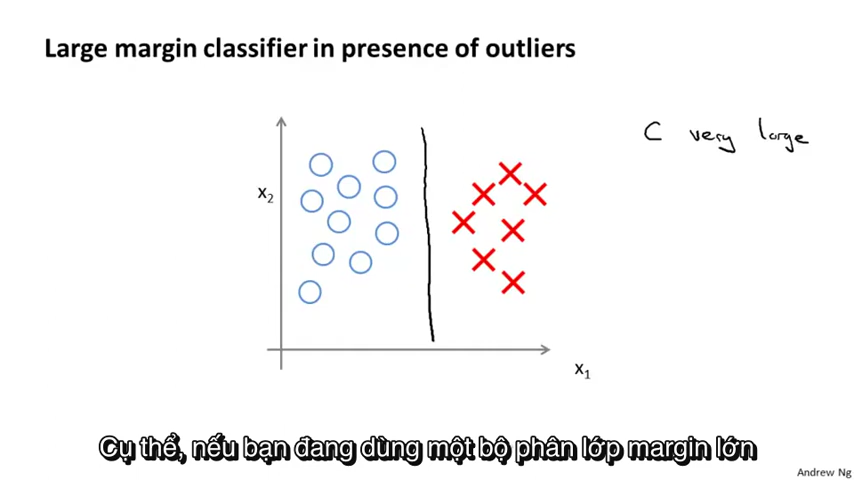 Large margin classifier in presence of outliers
C very large
x2
x1
Cụ thể, nếu bạn đang dùng một bộ phân lớp margin lớn
Andrew Ng